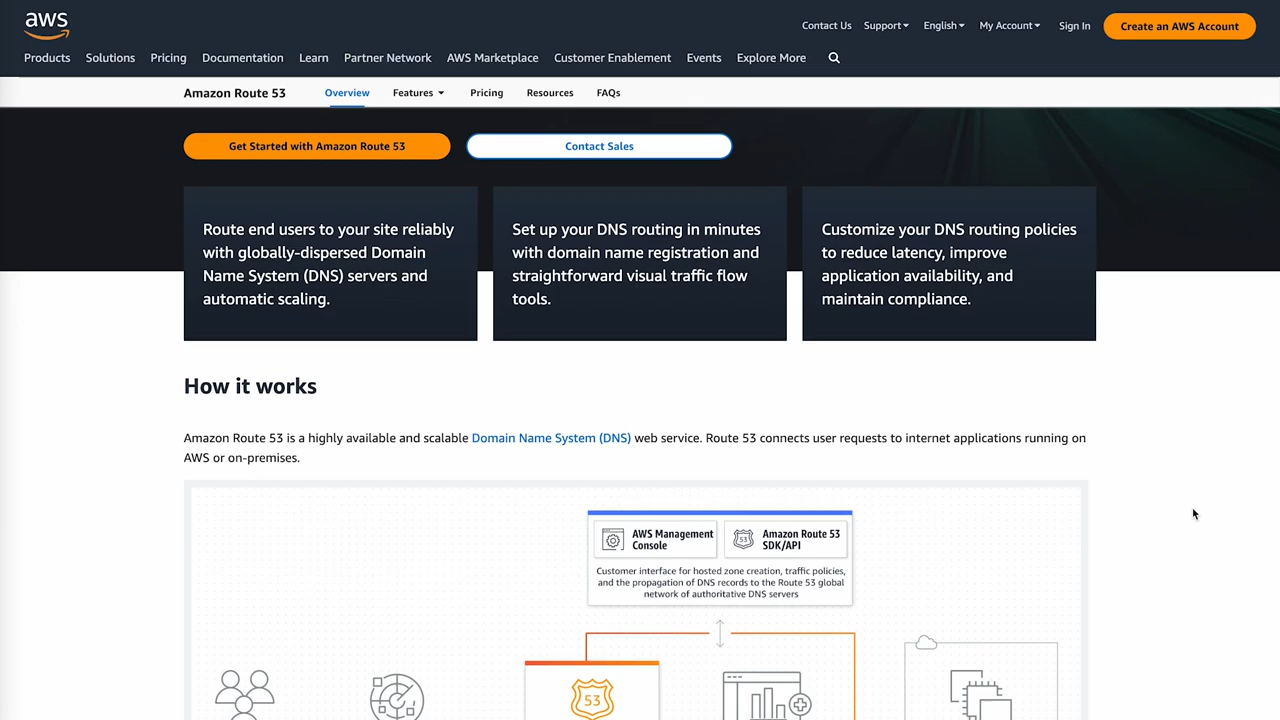 aws
Contact Us Support English My Account Sign In Create an AWS Account
Products Solutions Pricing Documentation Learn Partner Network AWS Marketplace Customer Enablement Events Explore More
Amazon Route 53 Overview Features Pricing Resources FAQs
Get Started with Amazon Route 53 Contact Sales
Route end users to your site reliably
with globally-dispersed Domain
Name System (DNS) servers and
automatic scaling.
Set up your DNS routing in minutes
with domain name registration and
straightforward visual traffic flow
tools.
Customize your DNS routing policies
to reduce latency, improve
application availability, and
maintain compliance.
How it works
Amazon Route 53 is a highly available and scalable Domain Name System (DNS) web service. Route 53 connects user requests to internet applications running on
AWS or on-premises.
AWS Management
Console
53
Amazon Route 53
SDK/API
Customer interface for hosted zone creation, traffic policies,
and the propagation of DNS records to the Route 53 global
network of authoritative DNS servers
53